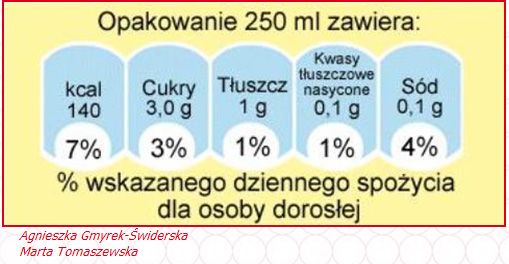 Opakowanie 250 ml zawiera:
kcal
140
7%
Cukry
3,0 g
3%
Tłuszcz
1 g
1%
Kwasy
tłuszczowe
nasycone
0,1 g
1%
Sód
0,1 g
4%
% wskazanego dziennego spożycia
dla osoby dorosłej
Agnieszka Gmyrek-Świderska
Marta Tomaszewska